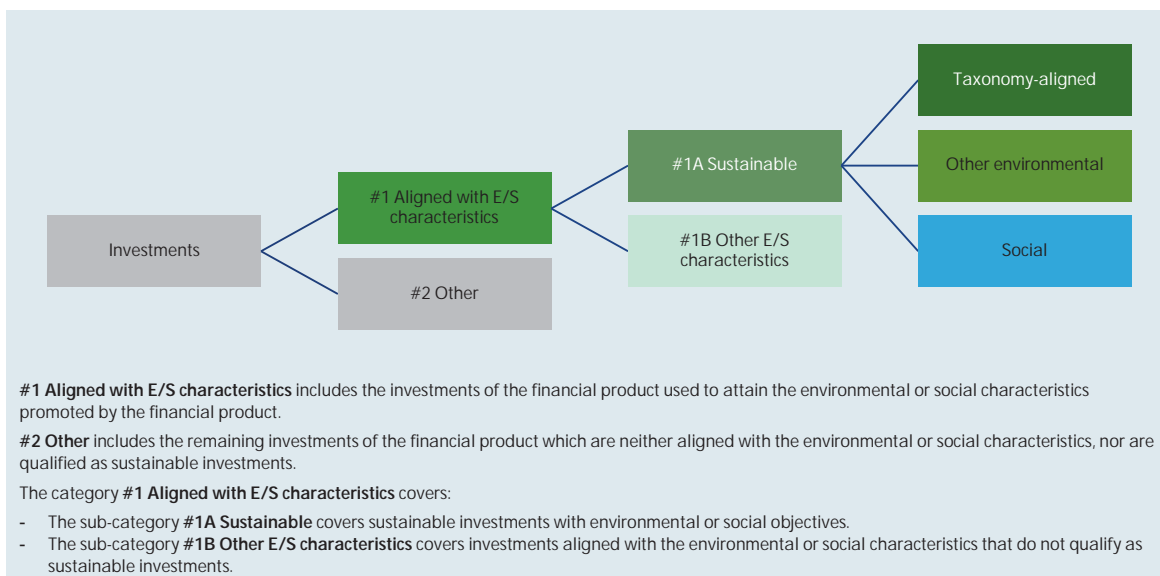 Taxonomy-aligned
#1A Sustainable
Other environmental
#1 Aligned with E/S
characteristics
Investments
#1B Other E/S
characteristics
Social
#2 Other
#1 Aligned with E/S characteristics includes the investments of the financial product used to attain the environmental or social characteristics
promoted by the financial product.
#2 Other includes the remaining investments of the financial product which are neither aligned with the environmental or social characteristics, nor are
qualified as sustainable investments.
The category #1 Aligned with E/S characteristics covers:
- The sub-category #1A Sustainable covers sustainable investments with environmental or social objectives.
- The sub-category #1B Other E/S characteristics covers investments aligned with the environmental or social characteristics that do not qualify as
sustainable investments.